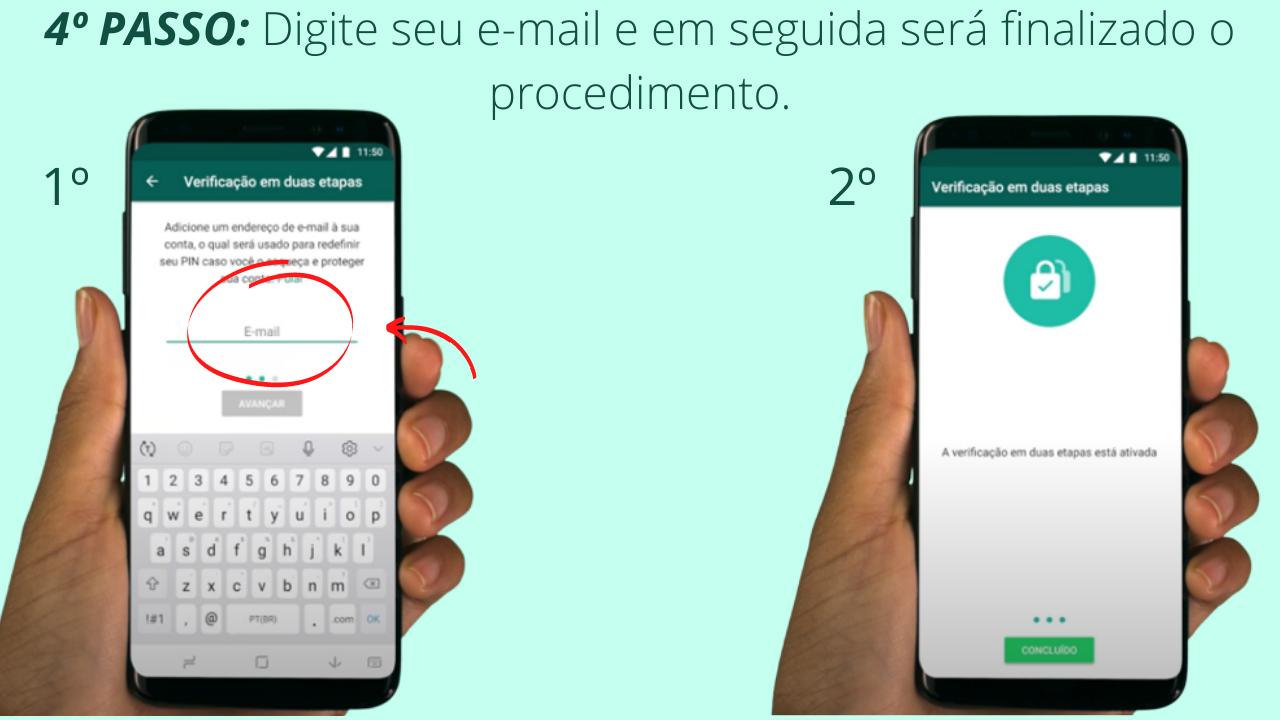 4º PASSO: Digite seu e-mail e em seguida será finalizado o
procedimento.
1º
11:50
Verificação em duas etapas
Adicione um endereço de e-mail à sua
conta, o qual será usado para redefinir
seu PIN caso você o esqueça e proteger
sua conta. Pular
E-mail
AVANÇAR
1 2 3 4 5 6 7 8 9 0
q w e r t y u i o p
a s d f g h j k l
z x c v b n m
!#1 , @ PT(BR) . .com OK
2º
11:50
Verificação em duas etapas
A verificação em duas etapas está ativada
CONCLUÍDO